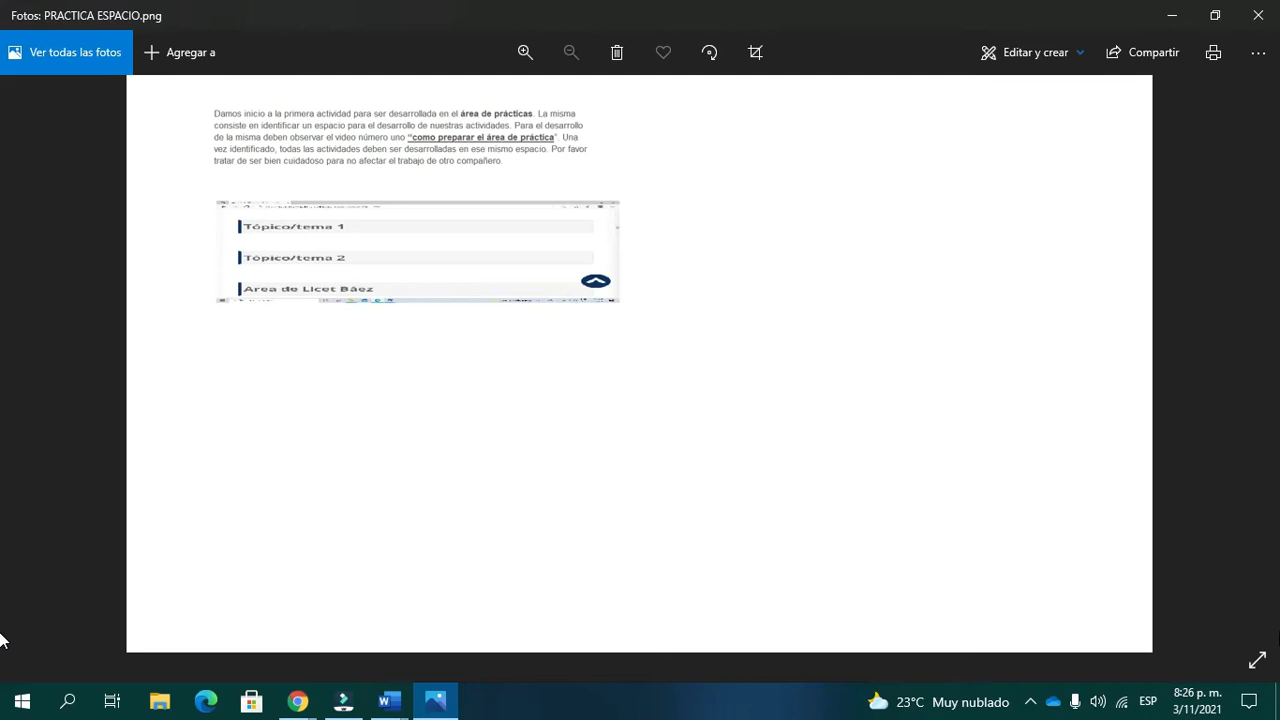 Fotos: PRACTICA ESPACIO.png
Ver todas las fotos
Agregar a
Editar y crear
Compartir
Damos inicio a la primera actividad para ser desarrollada en el área de prácticas. La misma
consiste en identificar un espacio para el desarrollo de nuestras actividades. Para el desarrollo
de la misma deben observar el video número uno “como preparar el área de práctica”. Una
vez identificado, todas las actividades deben ser desarrolladas en ese mismo espacio. Por favor
tratar de ser bien cuidadoso para no afectar el trabajo de otro compañero.
Tópico/tema 1
Tópico/tema 2
Area de Licet Báez
23°C Muy nublado
ESP
8:26 p. m.
3/11/2021